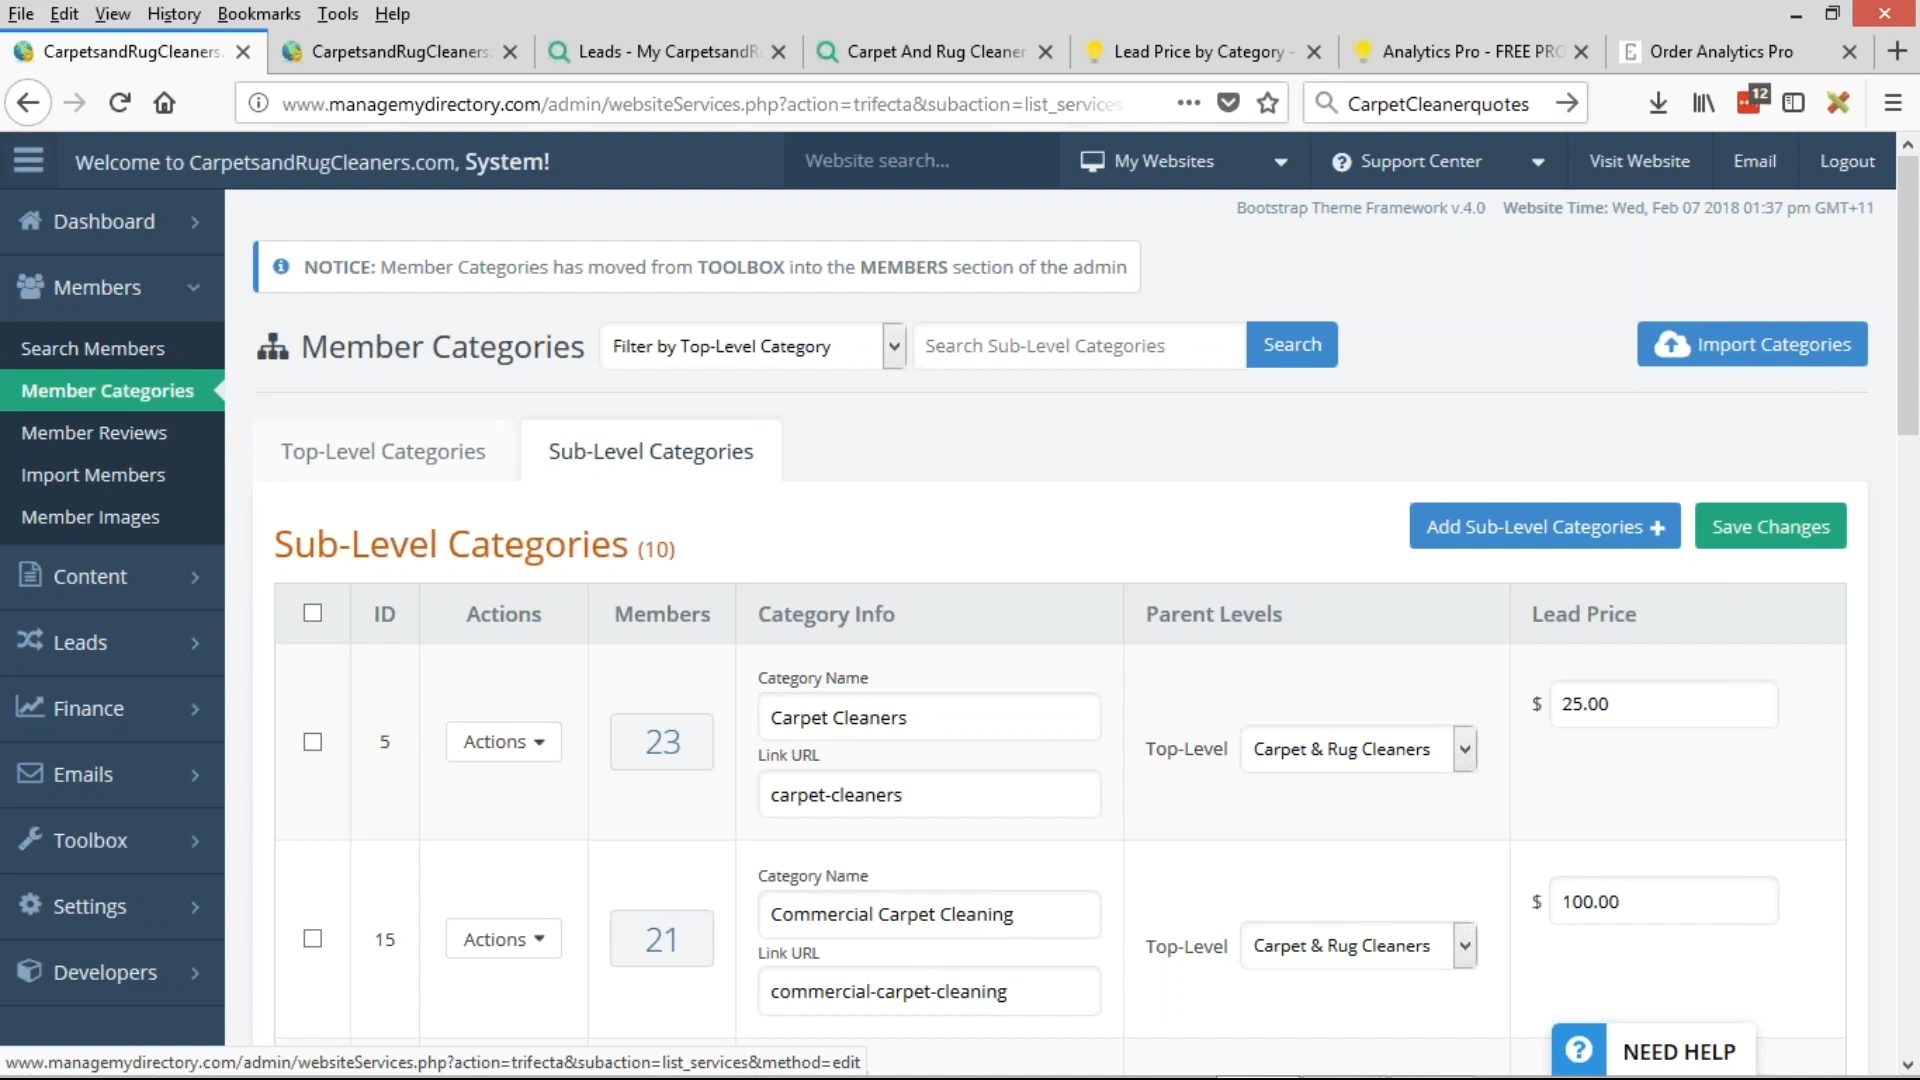 File Edit View History Bookmarks Tools Help
CarpetsandRugCleaners. CarpetsandRugCleaners. Leads - My CarpetsandR Carpet And Rug Cleaner Lead Price by Category - Analytics Pro - FREE PRO Order Analytics Pro
www.managemydirectory.com/admin/websiteServices.php?action=trifecta&subaction=list_services CarpetCleanerquotes 12
Welcome to CarpetsandRugCleaners.com, System! Website search... My Websites Support Center Visit Website Email Logout
Bootstrap Theme Framework v.4.0 Website Time: Wed, Feb 07 2018 01:37 pm GMT+11
Dashboard
Members
Search Members
Member Categories
Member Reviews
Import Members
Member Images
Content
Leads
Finance
Emails
Toolbox
Settings
Developers
NOTICE: Member Categories has moved from TOOLBOX into the MEMBERS section of the admin
Member Categories Filter by Top-Level Category Search Sub-Level Categories Search Import Categories
Top-Level Categories Sub-Level Categories
Sub-Level Categories (10) Add Sub-Level Categories + Save Changes
ID Actions Members Category Info Parent Levels Lead Price
Category Name
5 Actions 23 Carpet Cleaners Top-Level Carpet & Rug Cleaners $ 25.00
Link URL
carpet-cleaners
Category Name
15 Actions 21 Commercial Carpet Cleaning Top-Level Carpet & Rug Cleaners $ 100.00
Link URL
commercial-carpet-cleaning
NEED HELP
www.managemydirectory.com/admin/websiteServices.php?action=trifecta&subaction=list_services&method=edit